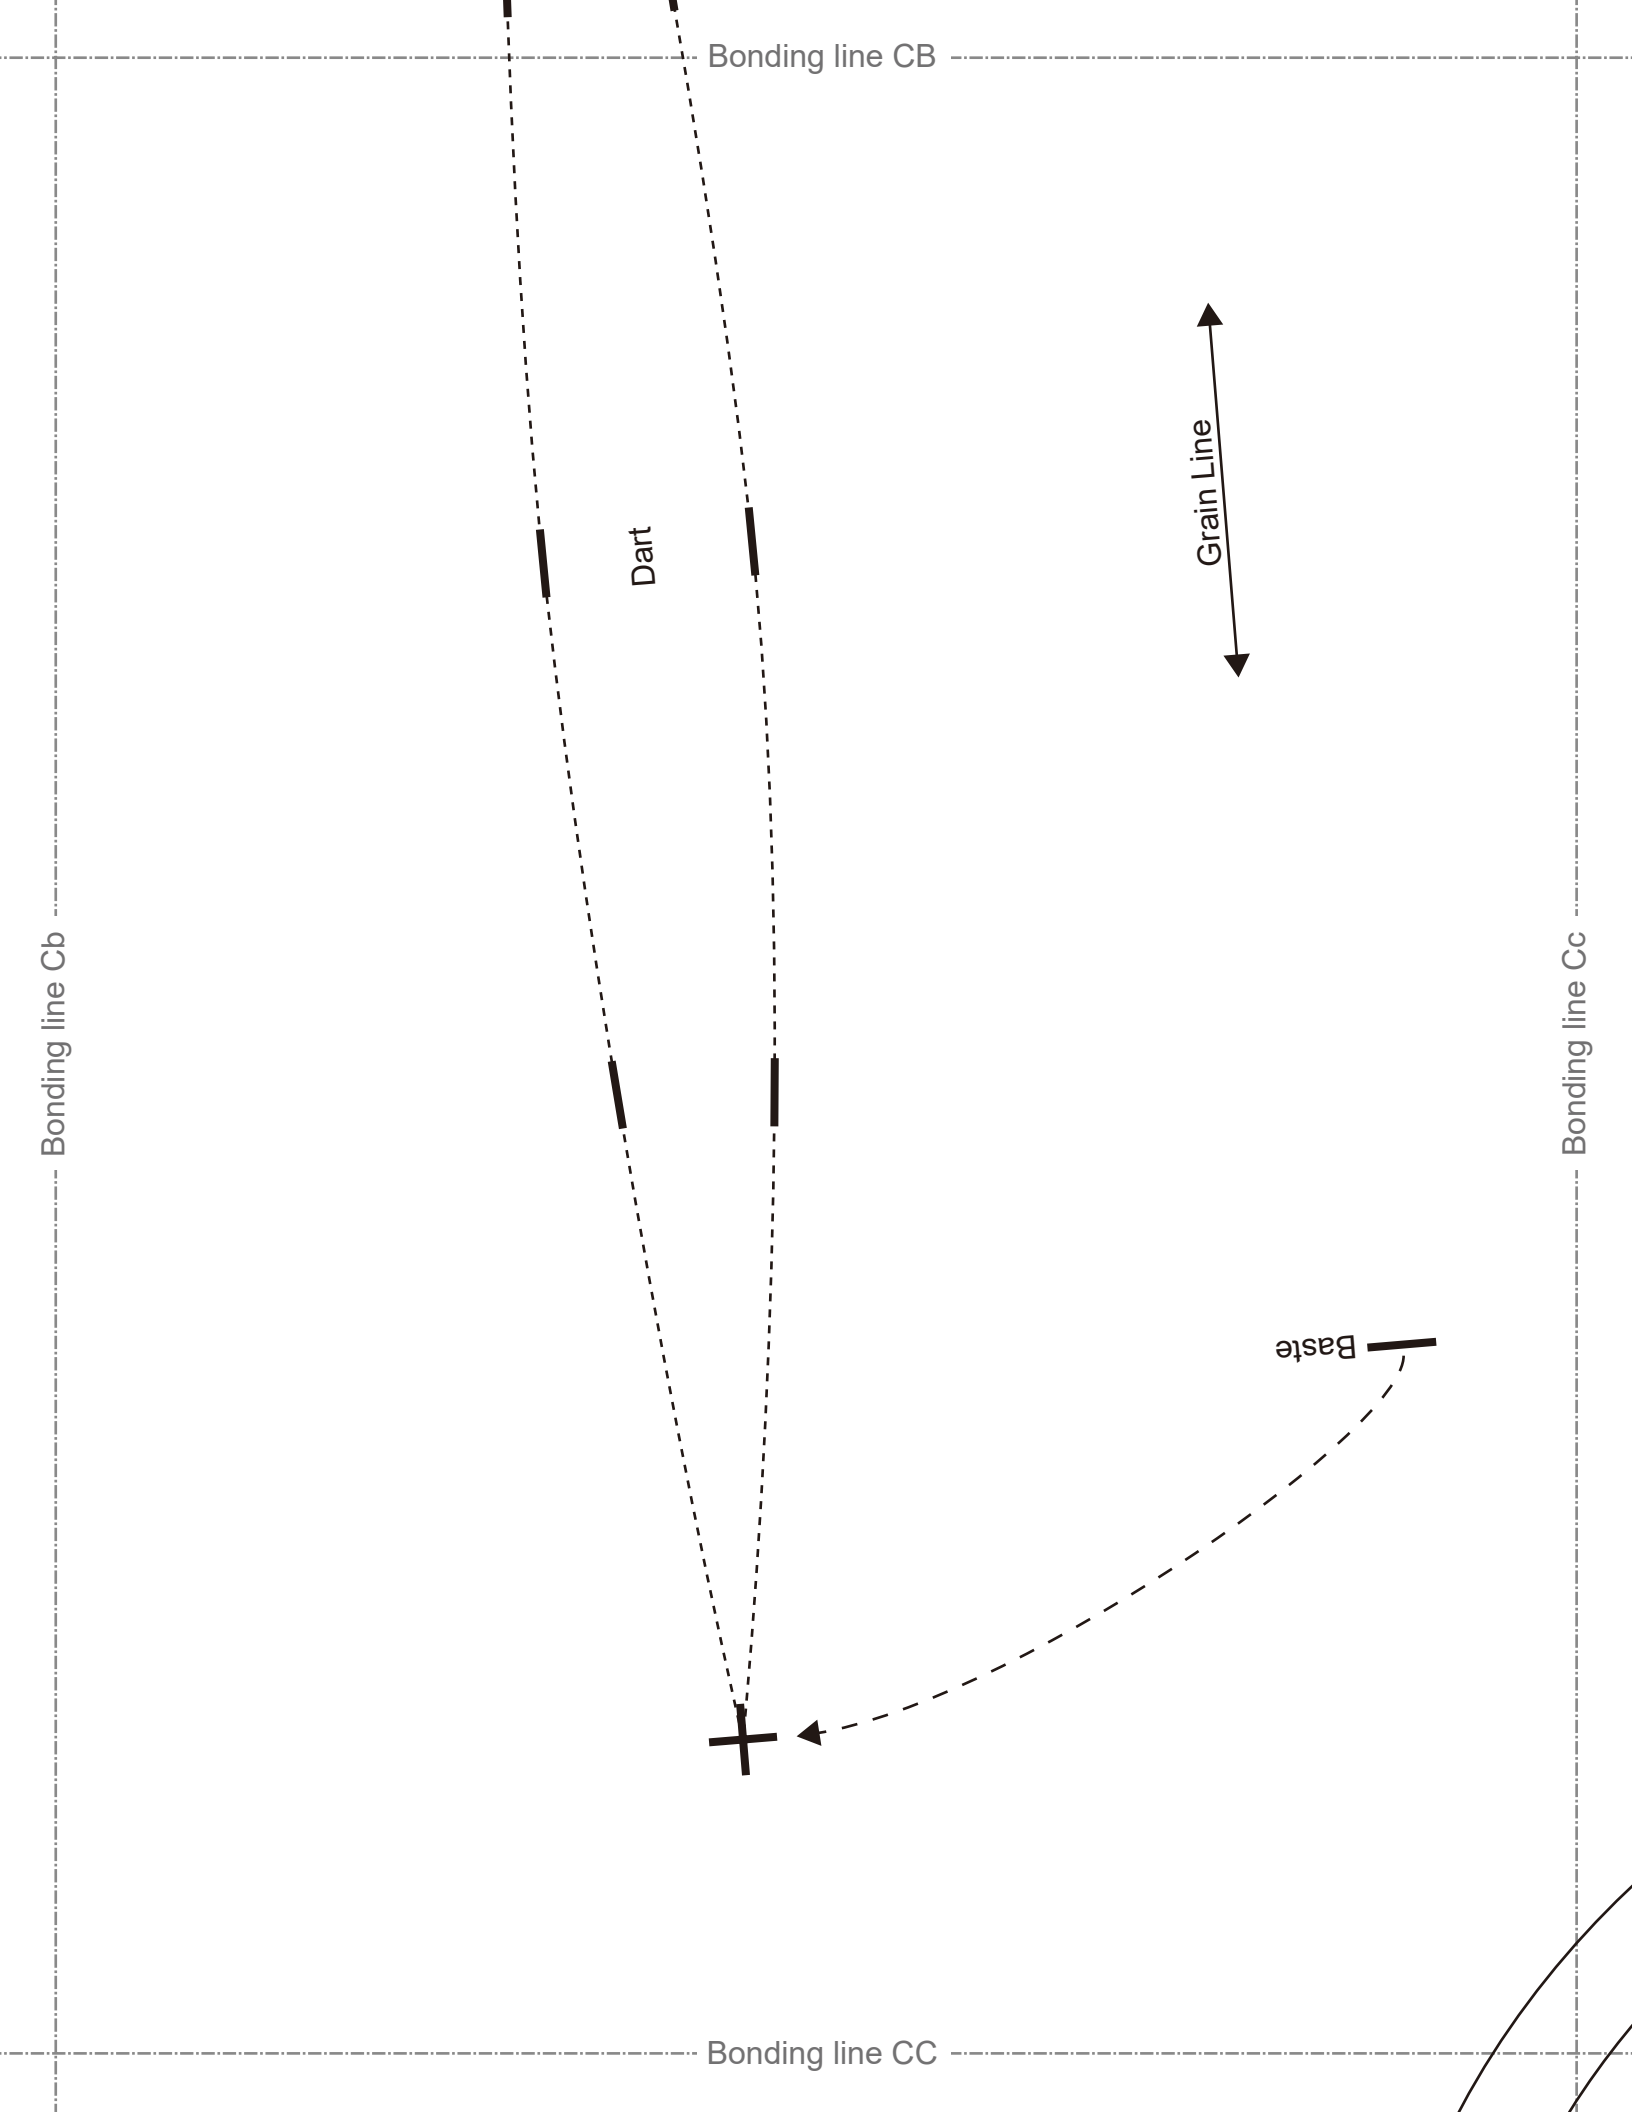 Bonding line CB
Grain Line
Dart
Bonding line Cb
Bonding line Cc
Baste
Bonding line CC